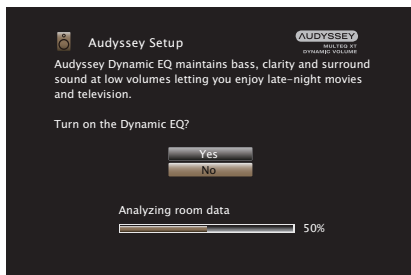 Audyssey Setup
AUDYSSEY
MULTEQ XT
DYNAMIC VOLUME
Audyssey Dynamic EQ maintains bass, clarity and surround
sound at low volumes letting you enjoy late-night movies
and television.
Turn on the Dynamic EQ?
Yes
No
Analyzing room data
50%